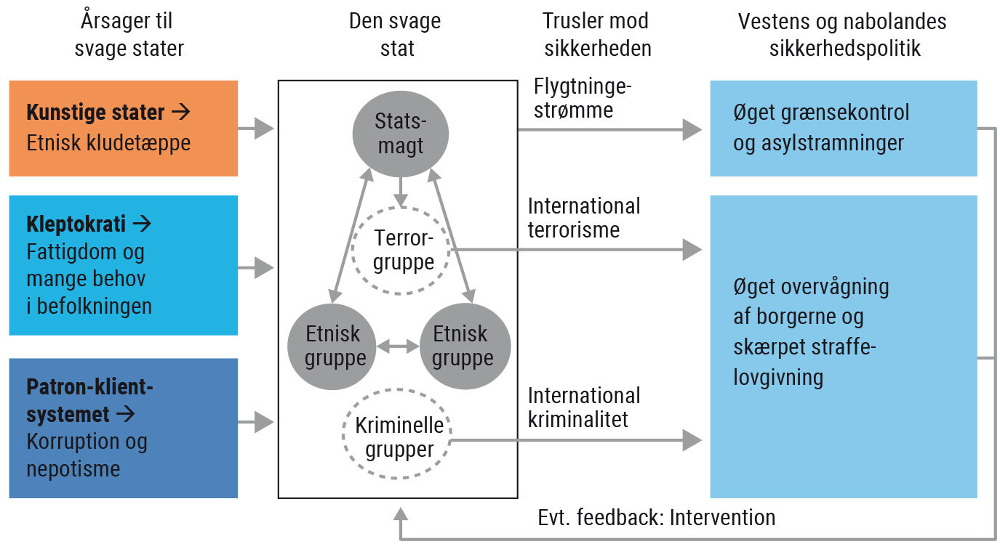 Årsager til
svage stater
Den svage
stat
Trusler mod
sikkerheden
Vestens og nabolandes
sikkerhedspolitik
Kunstige stater →
Etnisk kludetæppe
Kleptokrati →
Fattigdom og
mange behov
i befolkningen
Patron-klient-
systemet →
Korruption og
nepotisme
Stats-
magt
Terror-
gruppe
Etnisk
gruppe
Etnisk
gruppe
Kriminelle
grupper
Flygtninge-
strømme
International
terrorisme
International
kriminalitet
Øget grænsekontrol
og asylstramninger
Øget overvågning
af borgerne og
skærpet straffe-
lovgivning
Evt. feedback: Intervention